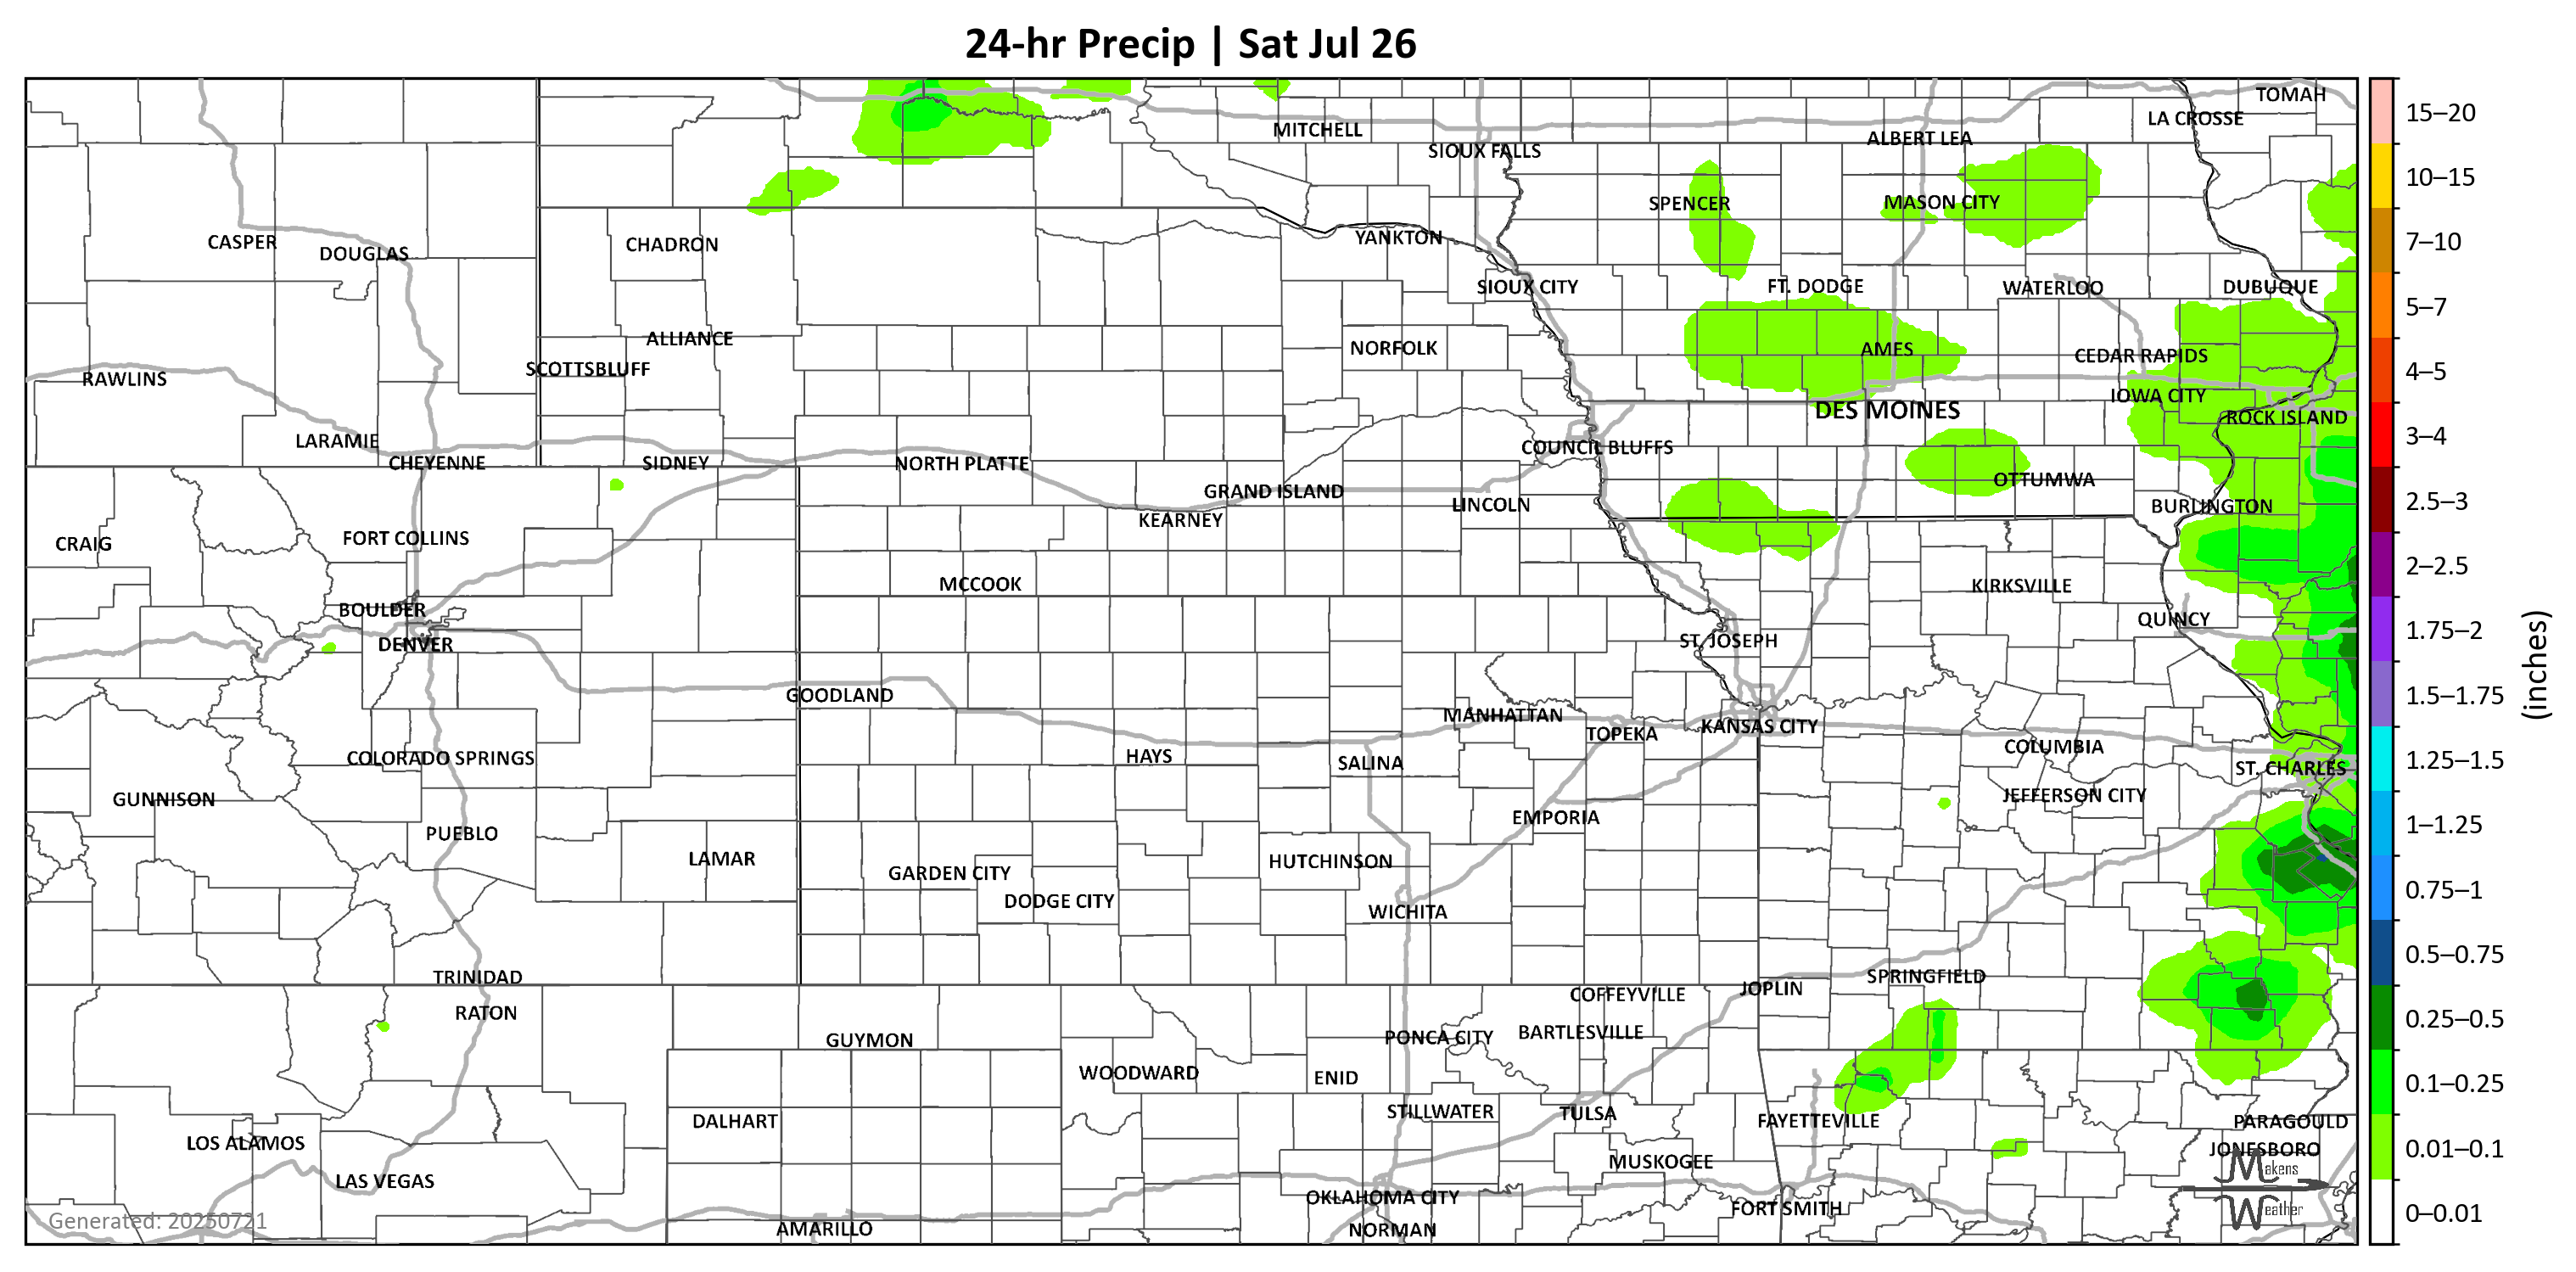 24-hr Precip | Sat Jul 26
TOMAH
LA CROSSE
MITCHELL
ALBERT LEA
SIOUX FALLS
SPENCER
MASON CITY
CASPER
DOUGLAS
CHADRON
YANKTON
SIOUX CITY
FT. DODGE
WATERLOO
DUBUQUE
ALLIANCE
NORFOLK
AMES
CEDAR RAPIDS
SCOTTSBLUFF
RAWLINS
IOWA CITY
DES MOINES
ROCK ISLAND
LARAMIE
COUNCIL BLUFFS
CHEYENNE
SIDNEY
NORTH PLATTE
OTTUMWA
GRAND ISLAND
LINCOLN
BURLINGTON
KEARNEY
FORT COLLINS
CRAIG
MCCOOK
KIRKSVILLE
BOULDER
QUINCY
DENVER
ST. JOSEPH
GOODLAND
MANHATTAN
KANSAS CITY
TOPEKA
COLUMBIA
COLORADO SPRINGS
HAYS
SALINA
ST. CHARLES
GUNNISON
JEFFERSON CITY
EMPORIA
PUEBLO
LAMAR
HUTCHINSON
GARDEN CITY
DODGE CITY
WICHITA
TRINIDAD
SPRINGFIELD
JOPLIN
COFFEYVILLE
RATON
GUYMON
PONCA CITY
BARTLESVILLE
WOODWARD
ENID
STILLWATER
TULSA
DALHART
FAYETTEVILLE
PARAGOULD
LOS ALAMOS
JONESBORO
MUSKOGEE
LAS VEGAS
OKLAHOMA CITY
FORT SMITH
AMARILLO
NORMAN
Generated: 20250721
Makens
Weather
15–20
10–15
7–10
5–7
4–5
3–4
2.5–3
2–2.5
1.75–2
1.5–1.75
1.25–1.5
1–1.25
0.75–1
0.5–0.75
0.25–0.5
0.1–0.25
0.01–0.1
0–0.01
(inches)